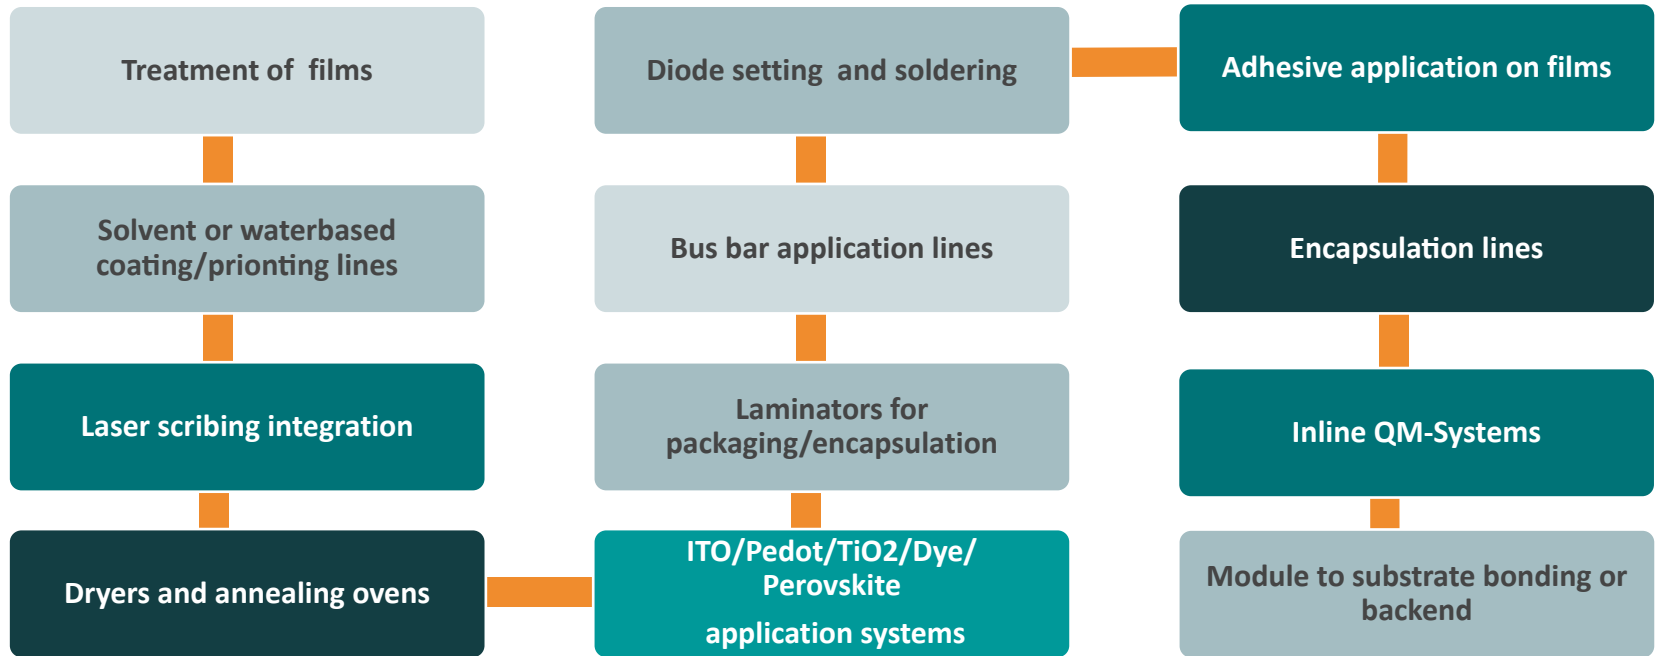 Treatment of films
Solvent or waterbased
coating/prionting lines
Laser scribing integration
Dryers and annealing ovens
ITO/Pedot/TiO2/Dye/
Perovskite
application systems
Laminators for
packaging/encapsulation
Bus bar application lines
Diode setting and soldering
Adhesive application on films
Encapsulation lines
Inline QM-Systems
Module to substrate bonding or
backend